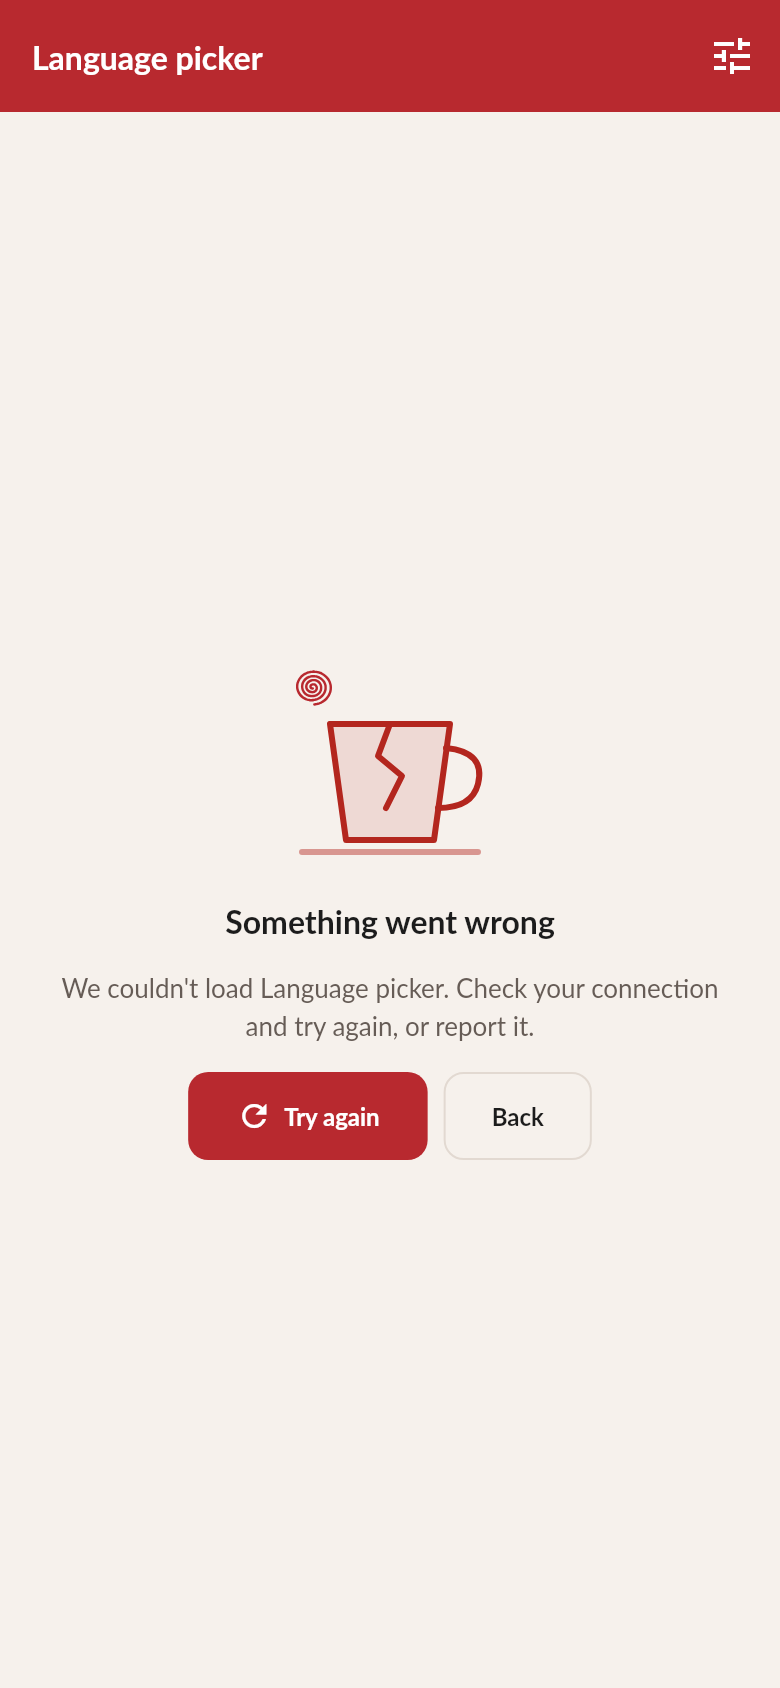 Language picker
Something went wrong
We couldn't load Language picker. Check your connection
and try again, or report it.
Try again
Back